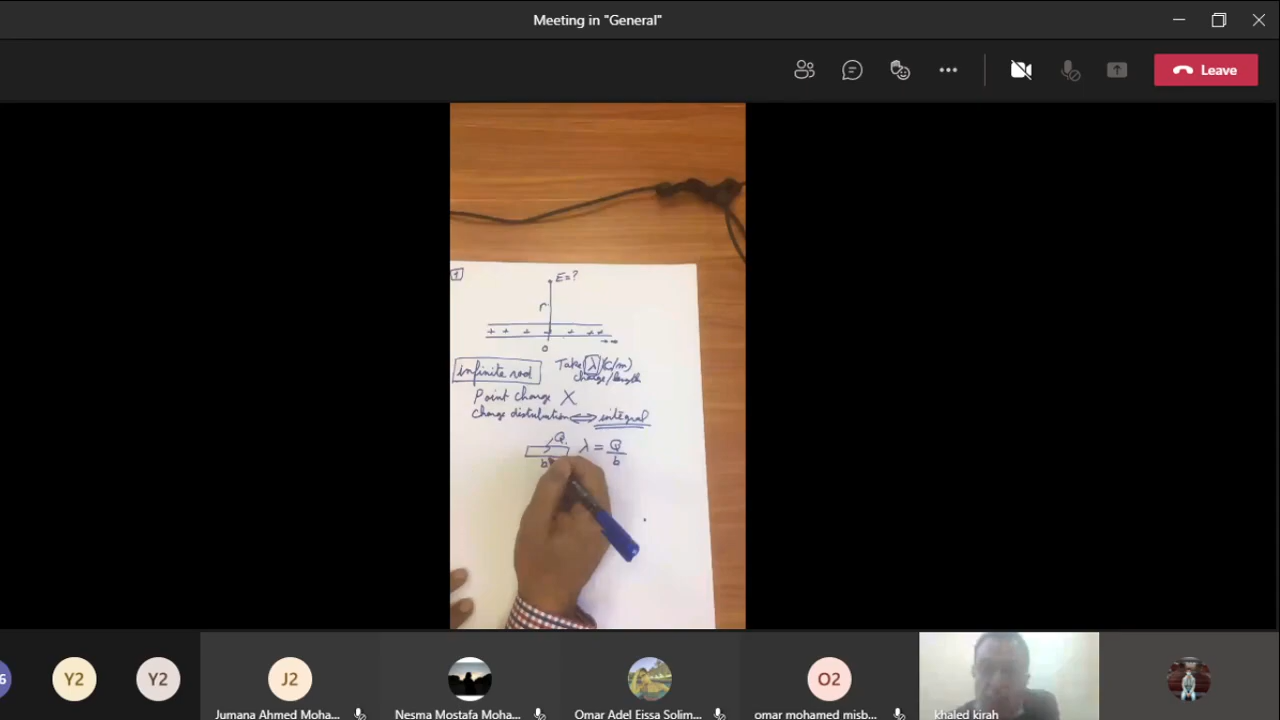 Meeting in "General"
Leave
1
E=?
r
+ + + + + + +
0
infinite rod
Take λ (C/m)
charge/length
Point charge X
Charge distribution ⟺ integral
Q
λ = Q/b
b
Y2
Y2
J2
O2
Jumana Ahmed Moha...
Nesma Mostafa Moha...
Omar Adel Eissa Solim...
omar mohamed misb...
khaled kirah